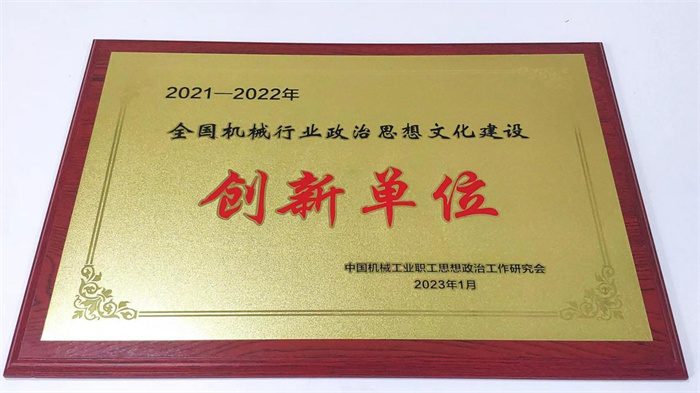 2021—2022年
全国机械行业政治思想文化建设
创新单位
中国机械工业职工思想政治工作研究会
2023年1月